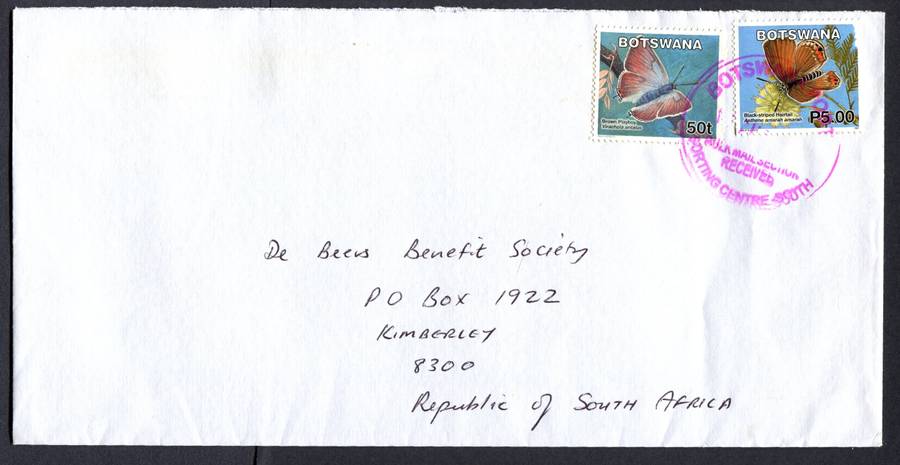 BOTSWANA
Brown Playboy
Virachola antalus
50t
BOTSWANA
Black-striped Hairtail
Anthene amarah amarah
P5.00
BOTSW
BULK MAIL SECTION
RECEIVED
SORTING CENTRE-SOUTH
De Beers Benefit Society
P O Box 1922
KIMBERLEY
8300
Republic of SOUTH AFRICA